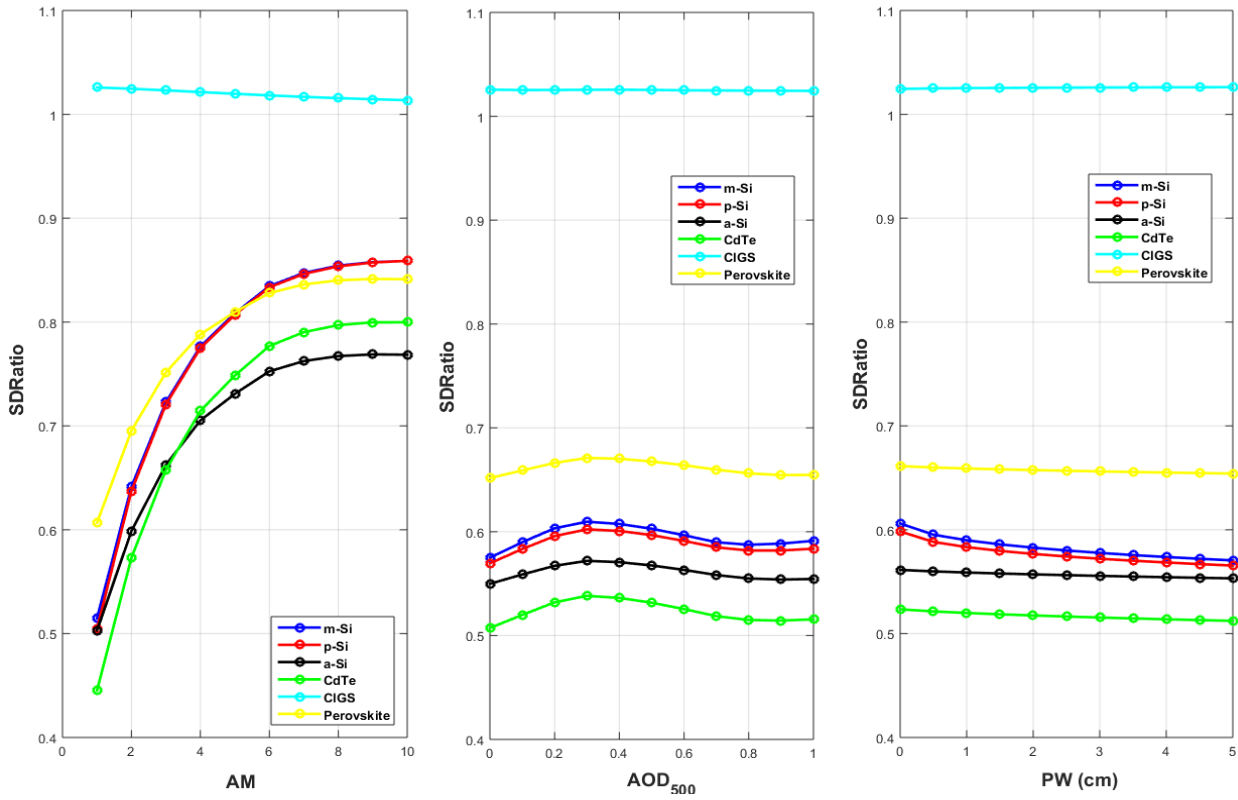 1.1
1
0.9
0.8
0.7
0.6
0.5
0.4
SDRatio
0 2 4 6 8 10
AM
m-Si
p-Si
a-Si
CdTe
CIGS
Perovskite
1.1
1
0.9
0.8
0.7
0.6
0.5
0.4
SDRatio
0 0.2 0.4 0.6 0.8 1
AOD500
m-Si
p-Si
a-Si
CdTe
CIGS
Perovskite
1.1
1
0.9
0.8
0.7
0.6
0.5
0.4
SDRatio
0 1 2 3 4 5
PW (cm)
m-Si
p-Si
a-Si
CdTe
CIGS
Perovskite